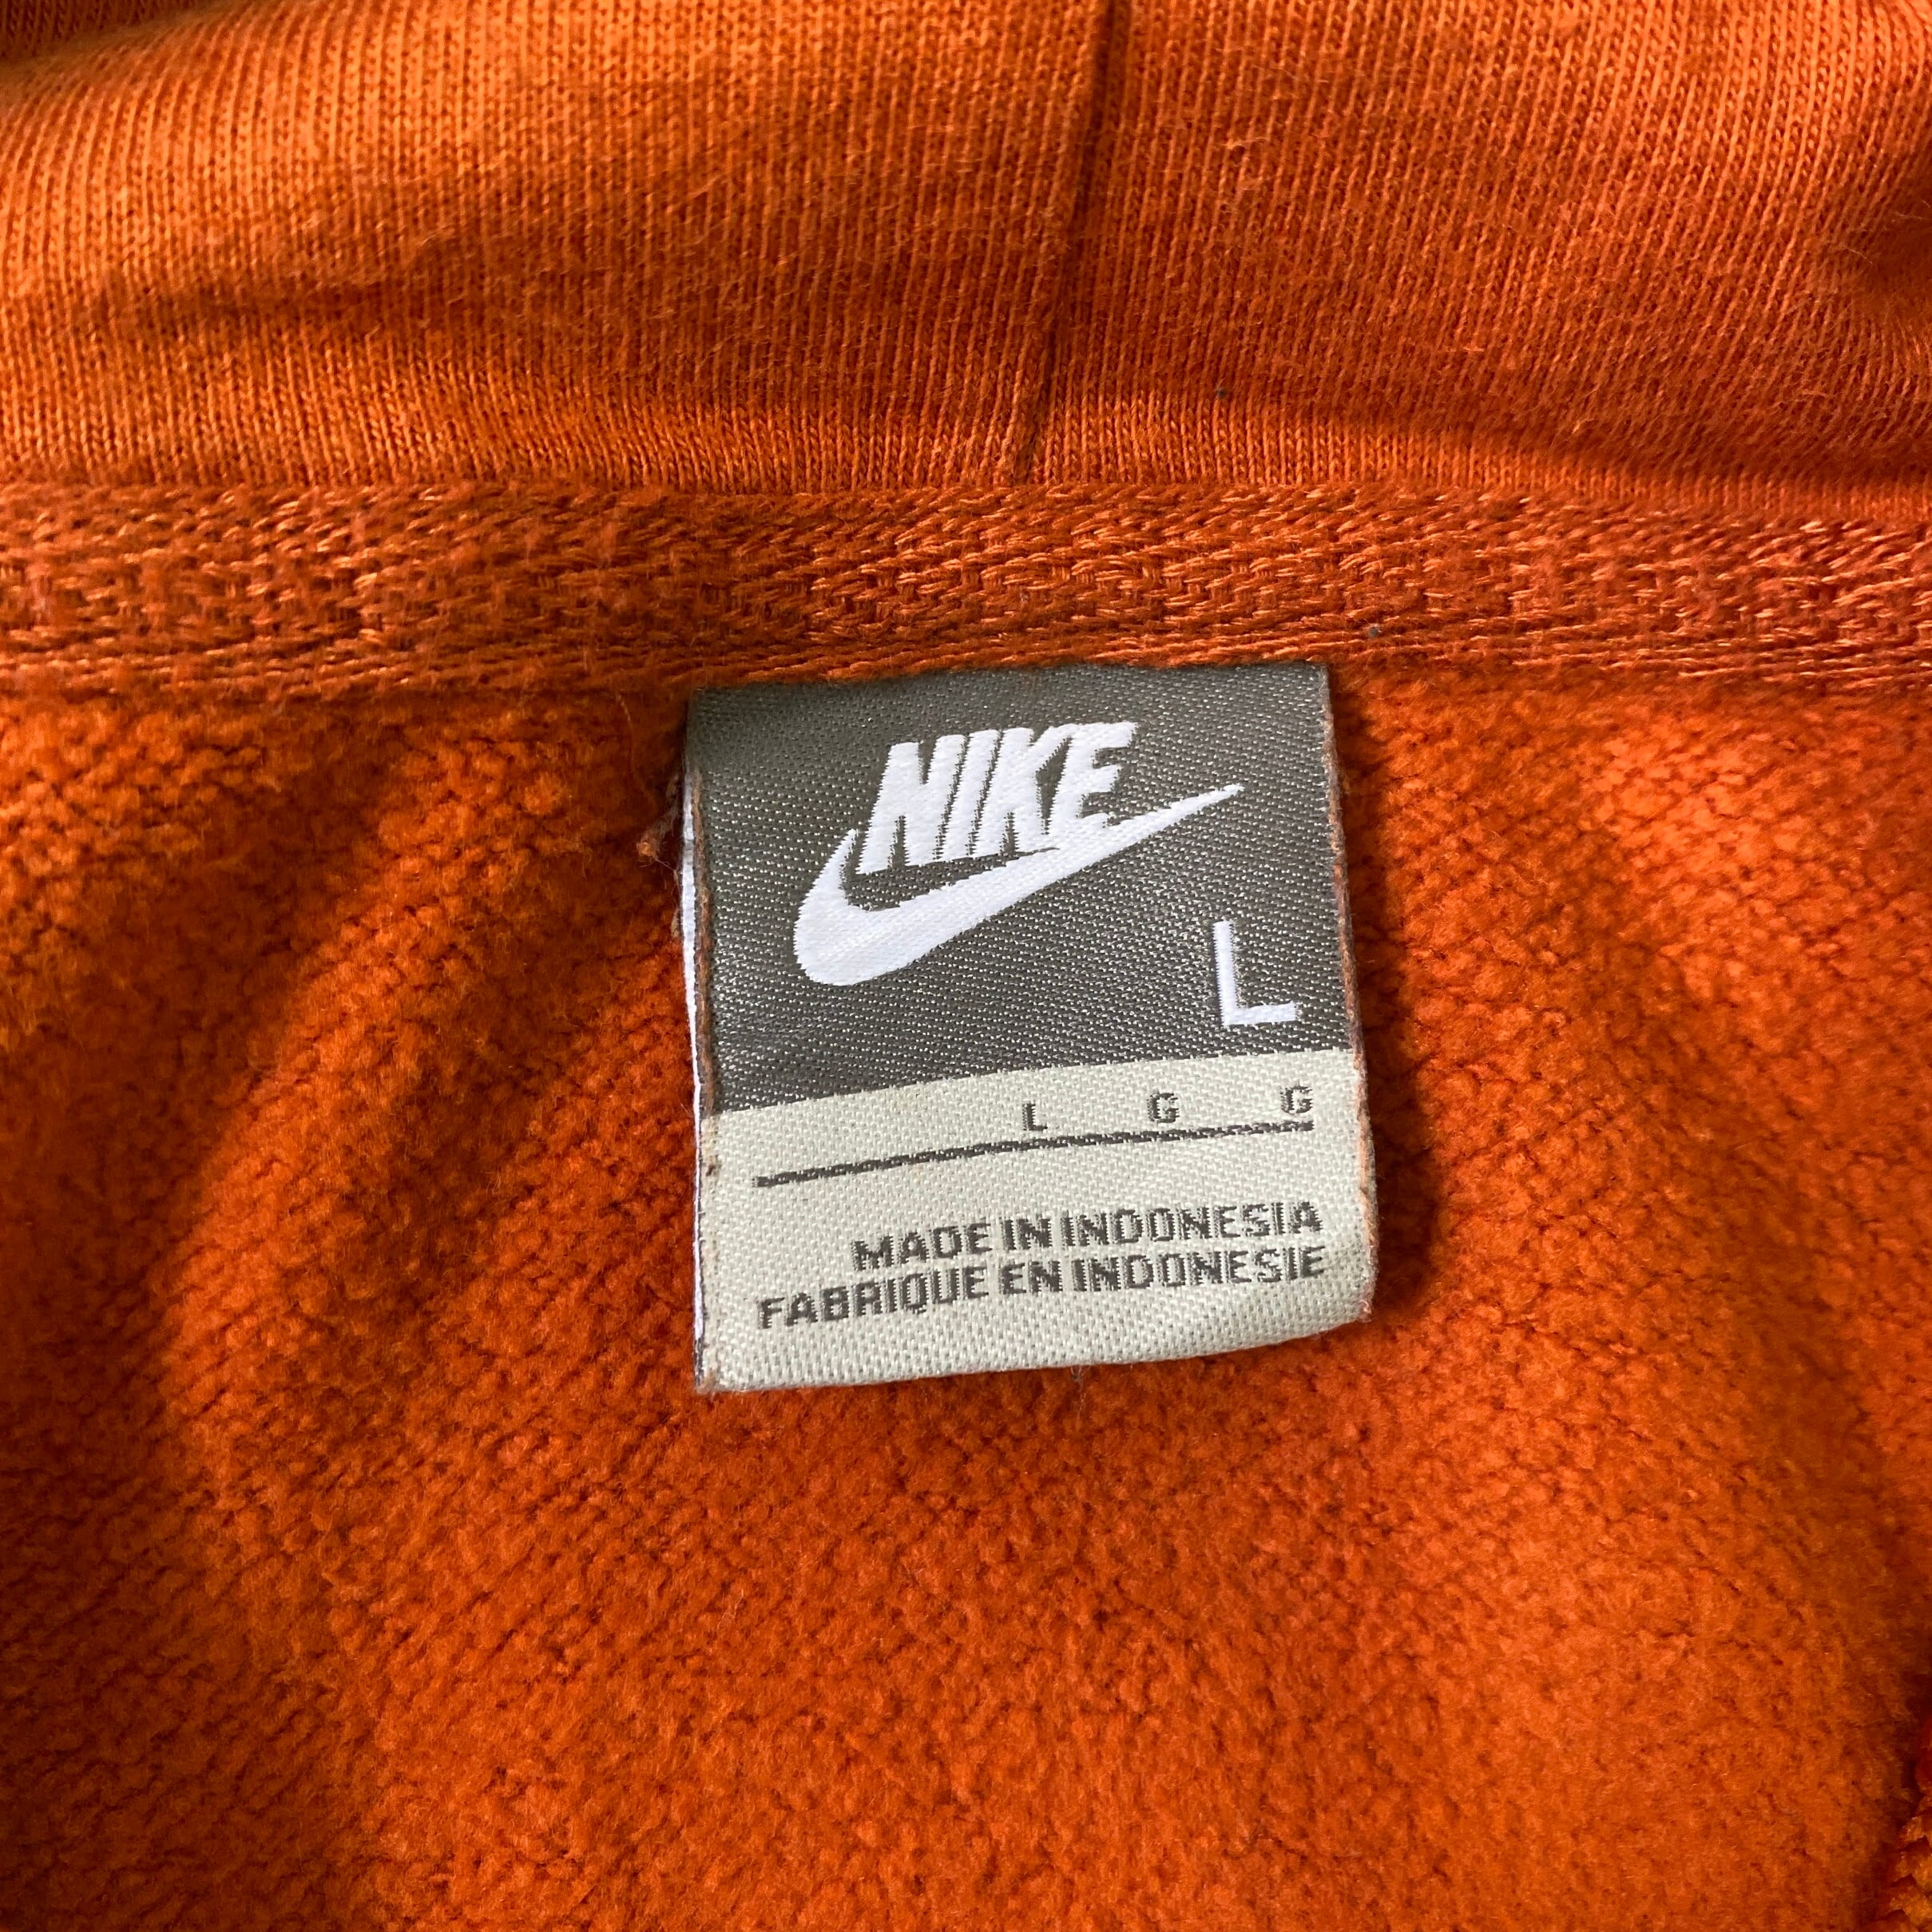 NIKE
L
L G G
MADE IN INDONESIA
FABRIQUE EN INDONESIE